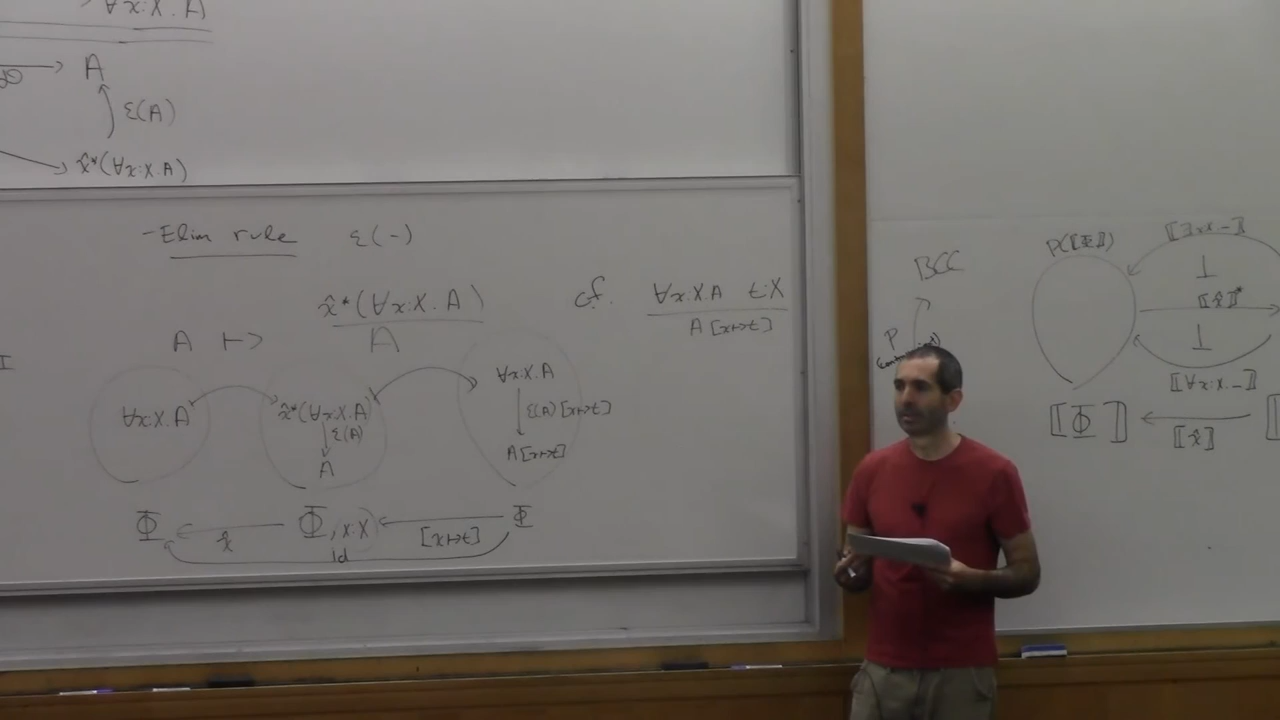 ∀x:X.A)
A
ε(A)
x̂*(∀x:X.A)
-Elim rule ε(-)
A ↦ x̂*(∀x:X.A)
A
cf. ∀x:X.A t:X
A[x↦t]
∀x:X.A x̂*(∀x:X.A) ∀x:X.A
ε(A) ε(A)[x↦t]
A A[x↦t]
Φ Φ,x:X Φ
x̂ [x↦t]
Id
BCC
P
P(⟦Φ⟧) ⟦∃x:X._⟧
⊥
⟦x̂⟧*
⊥
⟦∀x:X._⟧
⟦Φ⟧
⟦x̂⟧